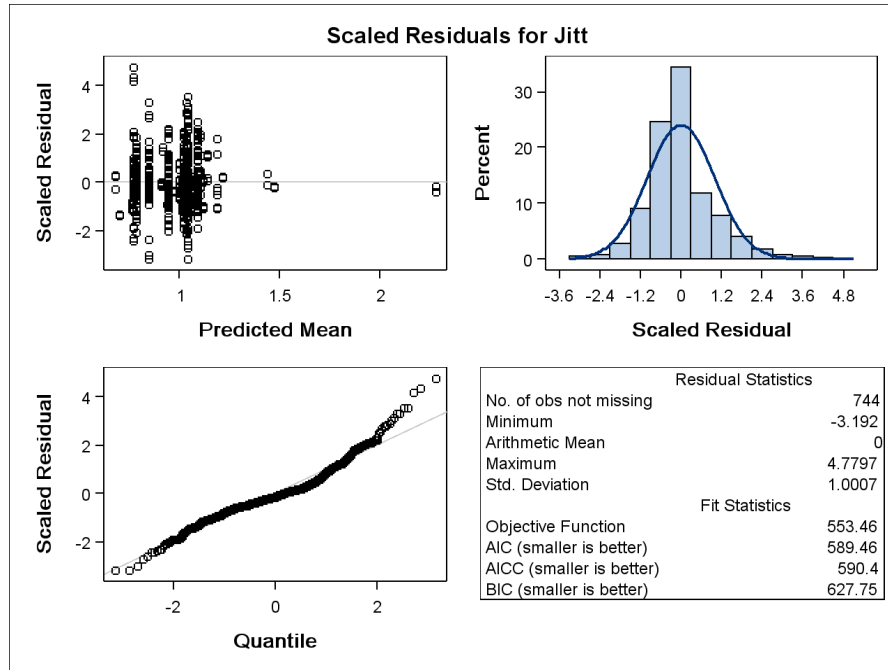 Scaled Residuals for Jitt
Scaled Residual
4
2
0
-2
1
1.5
2
Predicted Mean
Percent
30
20
10
0
-3.6 -2.4 -1.2 0 1.2 2.4 3.6 4.8
Scaled Residual
Scaled Residual
4
2
0
-2
-2
0
2
Quantile
Residual Statistics
No. of obs not missing 744
Minimum -3.192
Arithmetic Mean 0
Maximum 4.7797
Std. Deviation 1.0007
Fit Statistics
Objective Function 553.46
AIC (smaller is better) 589.46
AICC (smaller is better) 590.4
BIC (smaller is better) 627.75